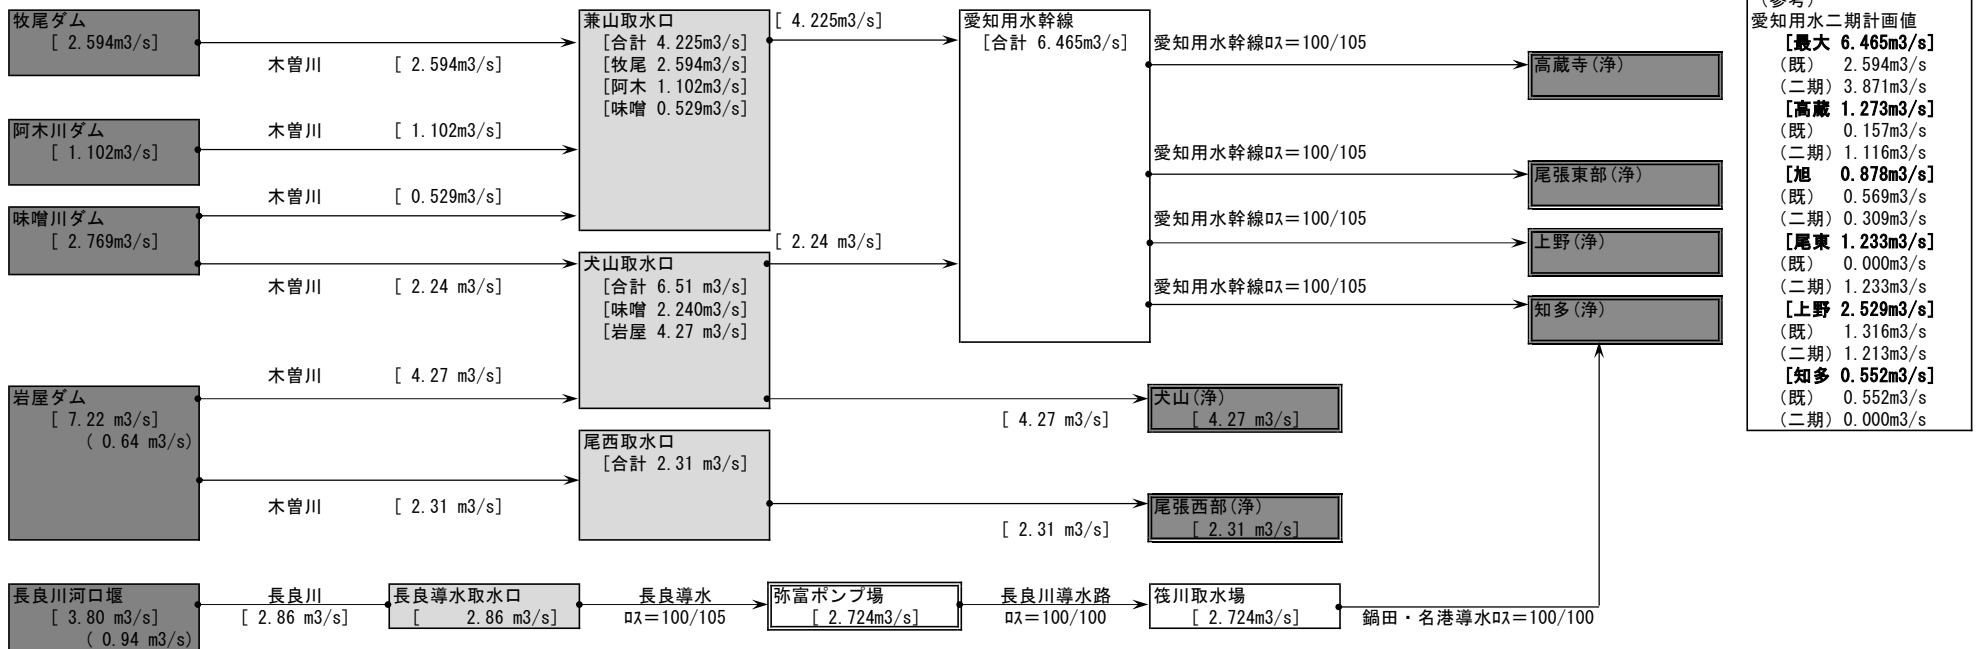 牧尾ダム
[ 2.594m3/s]
木曽川 [ 2.594m3/s]
阿木川ダム
[ 1.102m3/s]
木曽川 [ 1.102m3/s]
木曽川 [ 0.529m3/s]
味噌川ダム
[ 2.769m3/s]
木曽川 [ 2.24 m3/s]
岩屋ダム
[ 7.22 m3/s]
( 0.64 m3/s)
木曽川 [ 4.27 m3/s]
木曽川 [ 2.31 m3/s]
兼山取水口
[合計 4.225m3/s]
[牧尾 2.594m3/s]
[阿木 1.102m3/s]
[味噌 0.529m3/s]
[ 4.225m3/s]
犬山取水口
[合計 6.51 m3/s]
[味噌 2.240m3/s]
[岩屋 4.27 m3/s]
[ 2.24 m3/s]
尾西取水口
[合計 2.31 m3/s]
愛知用水幹線
[合計 6.465m3/s]
愛知用水幹線ﾛｽ=100/105
高蔵寺(浄)
愛知用水幹線ﾛｽ=100/105
尾張東部(浄)
愛知用水幹線ﾛｽ=100/105
上野(浄)
愛知用水幹線ﾛｽ=100/105
知多(浄)
[ 4.27 m3/s]
犬山(浄)
[ 4.27 m3/s]
[ 2.31 m3/s]
尾張西部(浄)
[ 2.31 m3/s]
長良川河口堰
[ 3.80 m3/s]
( 0.94 m3/s)
長良川
[ 2.86 m3/s]
長良導水取水口
[ 2.86 m3/s]
長良導水
ﾛｽ=100/105
弥富ポンプ場
[ 2.724m3/s]
長良川導水路
ﾛｽ=100/100
筏川取水場
[ 2.724m3/s]
鍋田・名港導水ﾛｽ=100/100
(参考)
愛知用水二期計画値
[最大 6.465m3/s]
(既) 2.594m3/s
(二期) 3.871m3/s
[高蔵 1.273m3/s]
(既) 0.157m3/s
(二期) 1.116m3/s
[旭 0.878m3/s]
(既) 0.569m3/s
(二期) 0.309m3/s
[尾東 1.233m3/s]
(既) 0.000m3/s
(二期) 1.233m3/s
[上野 2.529m3/s]
(既) 1.316m3/s
(二期) 1.213m3/s
[知多 0.552m3/s]
(既) 0.552m3/s
(二期) 0.000m3/s